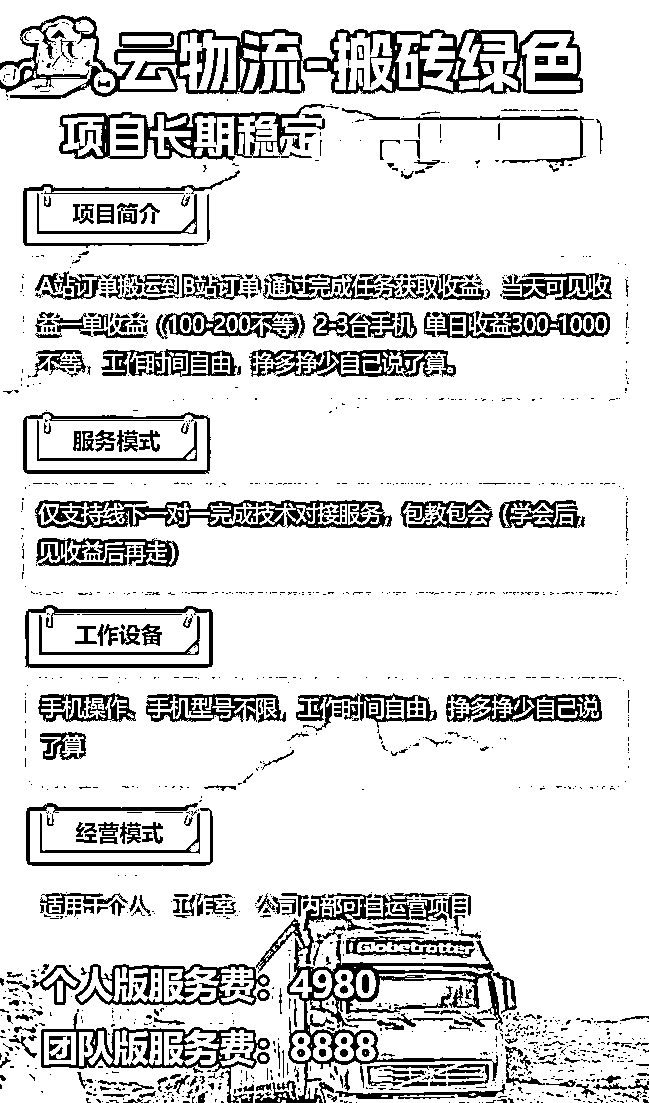 云物流-搬砖绿色
项目长期稳定
项目简介
A站订单搬运到B站订单 通过完成任务获取收益，当天可见收
益一单收益（(100-200不等）2-3台手机 单日收益300-1000
不等，工作时间自由，挣多挣少自己说了算。
服务模式
仅支持线下一对一完成技术对接服务，包教包会（学会后，
见收益后再走）
工作设备
手机操作、手机型号不限，工作时间自由，挣多挣少自己说
了算
经营模式
适用于个人、工作室、公司内部可自运营项目
Globetrotter
个人版服务费：4980
团队版服务费：8888